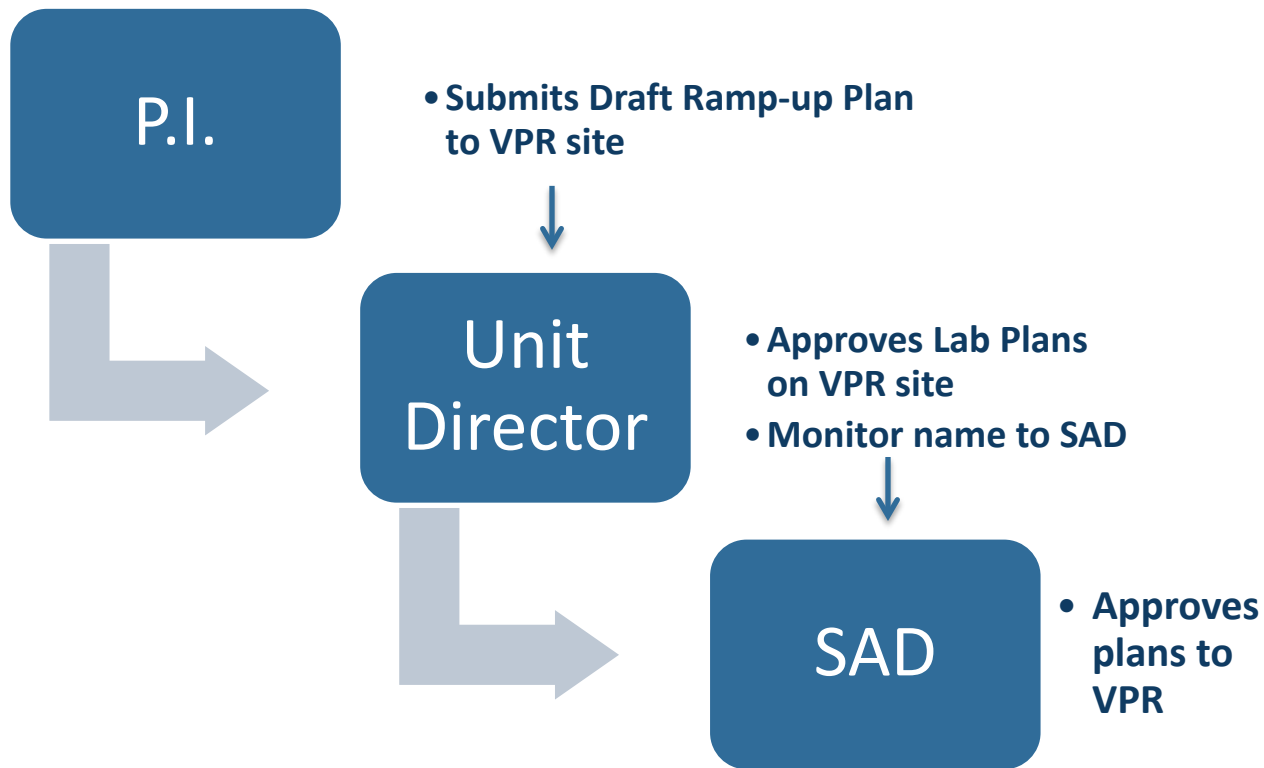 P.I.
• Submits Draft Ramp-up Plan
to VPR site
Unit
Director
• Approves Lab Plans
on VPR site
• Monitor name to SAD
SAD
• Approves
plans to
VPR